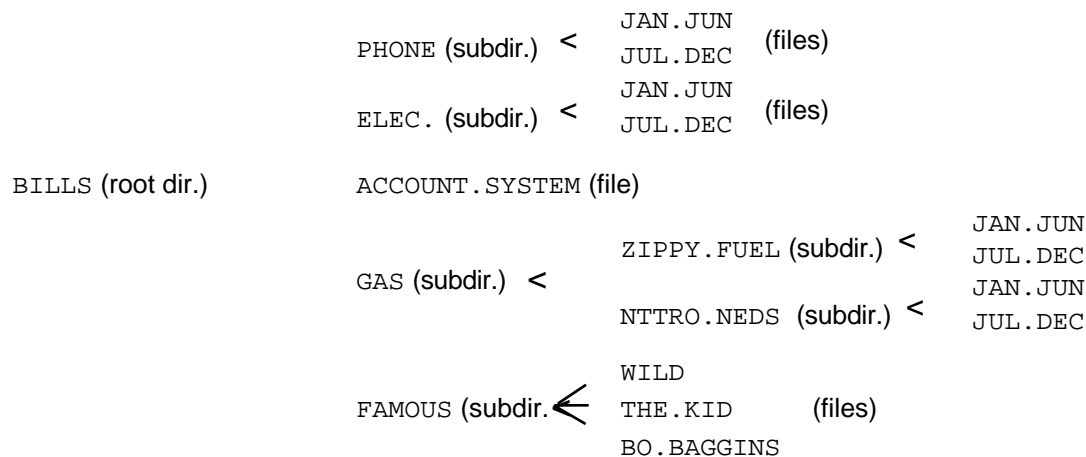 JAN.JUN
PHONE (subdir.) < (files)
JUL.DEC
JAN.JUN
ELEC. (subdir.) < (files)
JUL.DEC
BILLS (root dir.) ACCOUNT.SYSTEM (file)
JAN.JUN
ZIPPY.FUEL (subdir.) <
JUL.DEC
GAS (subdir.) <
JAN.JUN
NTTRO.NEDS (subdir.) <
JUL.DEC
WILD
FAMOUS (subdir. THE.KID (files)
BO.BAGGINS